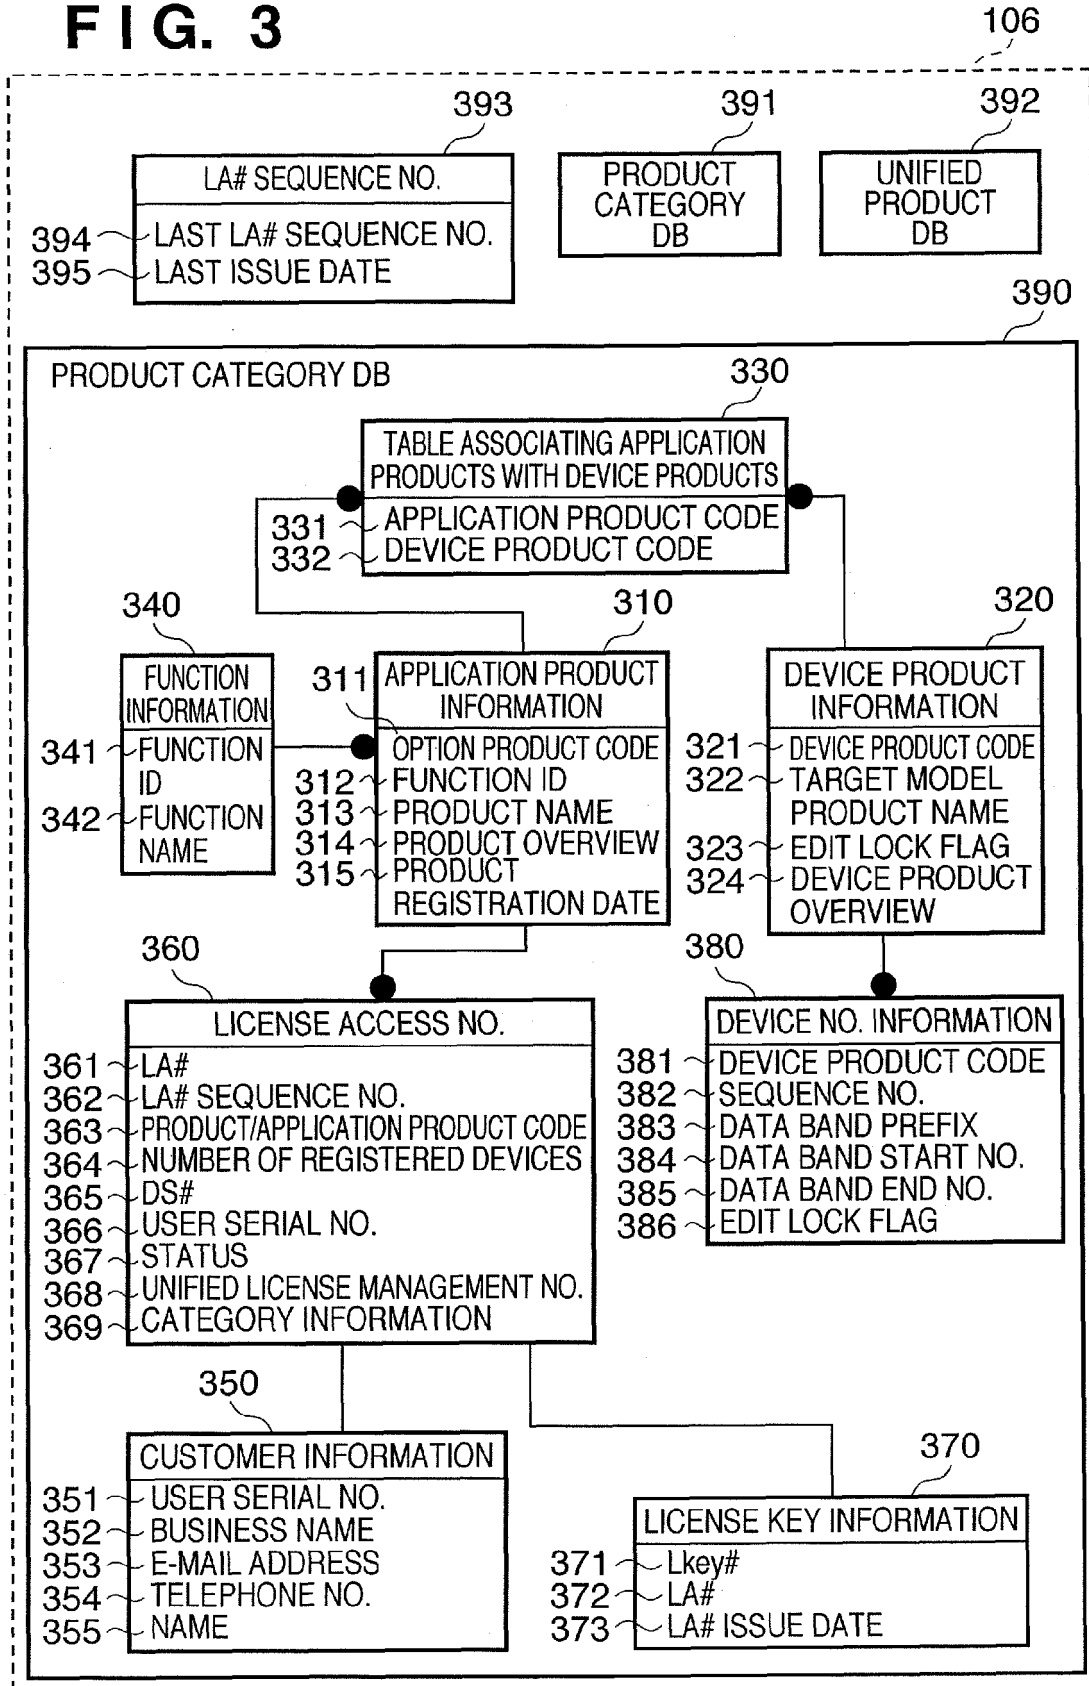 FIG. 3
106
393
391
392
LA# SEQUENCE NO.
394 LAST LA# SEQUENCE NO.
395 LAST ISSUE DATE
PRODUCT
CATEGORY
DB
UNIFIED
PRODUCT
DB
390
PRODUCT CATEGORY DB
330
TABLE ASSOCIATING APPLICATION
PRODUCTS WITH DEVICE PRODUCTS
331 APPLICATION PRODUCT CODE
332 DEVICE PRODUCT CODE
340
FUNCTION
INFORMATION
341 FUNCTION
ID
342 FUNCTION
NAME
310
APPLICATION PRODUCT
INFORMATION
311 OPTION PRODUCT CODE
312 FUNCTION ID
313 PRODUCT NAME
314 PRODUCT OVERVIEW
315 PRODUCT
REGISTRATION DATE
320
DEVICE PRODUCT
INFORMATION
321 DEVICE PRODUCT CODE
322 TARGET MODEL
PRODUCT NAME
323 EDIT LOCK FLAG
324 DEVICE PRODUCT
OVERVIEW
360
LICENSE ACCESS NO.
361 LA#
362 LA# SEQUENCE NO.
363 PRODUCT/APPLICATION PRODUCT CODE
364 NUMBER OF REGISTERED DEVICES
365 DS#
366 USER SERIAL NO.
367 STATUS
368 UNIFIED LICENSE MANAGEMENT NO.
369 CATEGORY INFORMATION
380
DEVICE NO. INFORMATION
381 DEVICE PRODUCT CODE
382 SEQUENCE NO.
383 DATA BAND PREFIX
384 DATA BAND START NO.
385 DATA BAND END NO.
386 EDIT LOCK FLAG
350
CUSTOMER INFORMATION
351 USER SERIAL NO.
352 BUSINESS NAME
353 E-MAIL ADDRESS
354 TELEPHONE NO.
355 NAME
370
LICENSE KEY INFORMATION
371 Lkey#
372 LA#
373 LA# ISSUE DATE